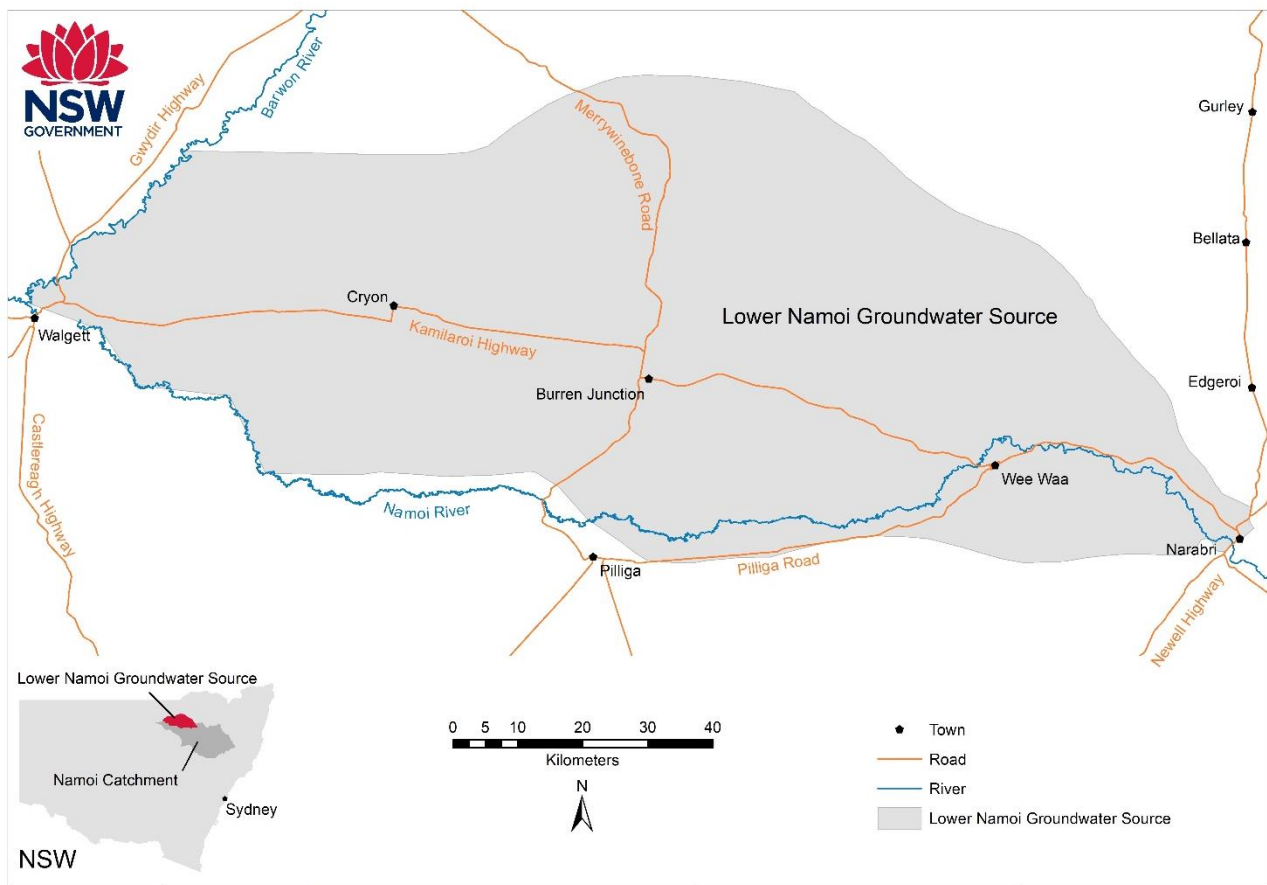 NSW
GOVERNMENT
Gwydir Highway
Barwon River
Merrywinebone Road
Gurley
Bellata
Cryon
Walgett
Kamilaroi Highway
Lower Namoi Groundwater Source
Burren Junction
Edgeroi
Castlereagh Highway
Wee Waa
Namoi River
Narabri
Pilliga
Pilliga Road
Newell Highway
Lower Namoi Groundwater Source
Namoi Catchment
Sydney
NSW
0 5 10 20 30 40
Kilometers
N
Town
Road
River
Lower Namoi Groundwater Source